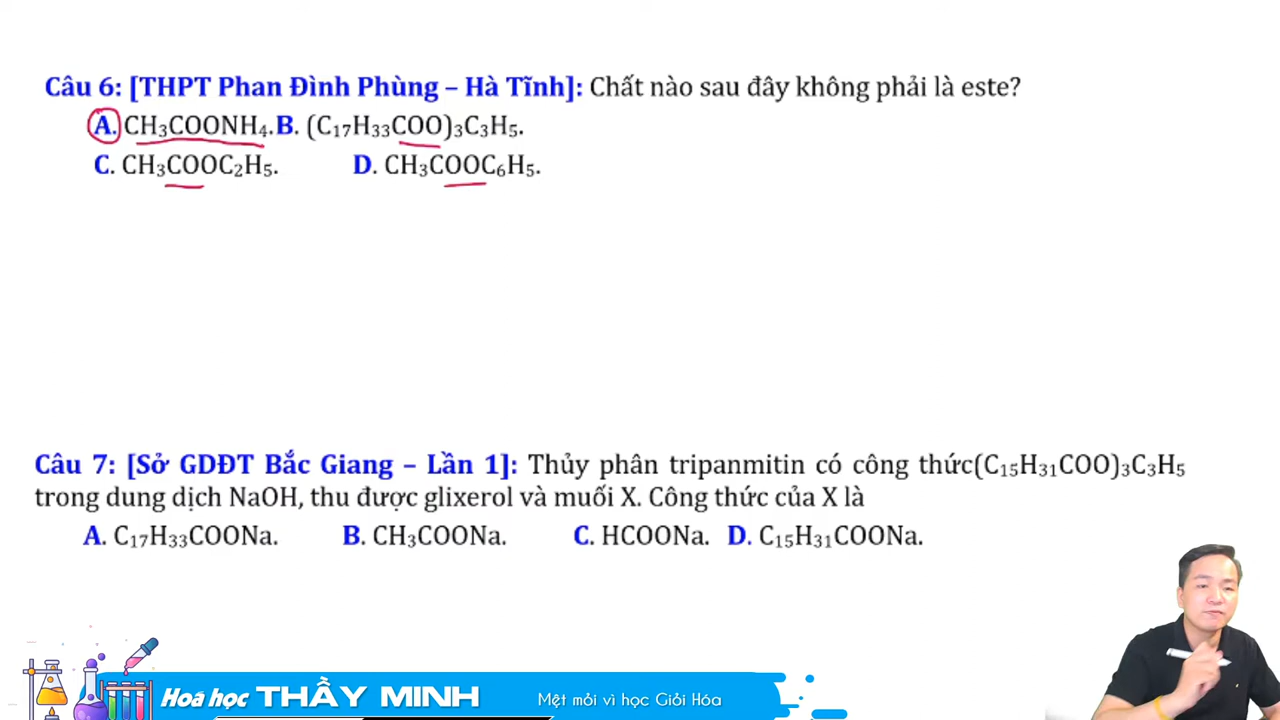 Câu 6: [THPT Phan Đình Phùng – Hà Tĩnh]: Chất nào sau đây không phải là este?
A. CH₃COONH₄. B. (C₁₇H₃₃COO)₃C₃H₅.
C. CH₃COOC₂H₅. D. CH₃COOC₆H₅.
Câu 7: [Sở GDĐT Bắc Giang – Lần 1]: Thủy phân tripanmitin có công thức(C₁₅H₃₁COO)₃C₃H₅
trong dung dịch NaOH, thu được glixerol và muối X. Công thức của X là
A. C₁₇H₃₃COONa. B. CH₃COONa. C. HCOONa. D. C₁₅H₃₁COONa.
Hoá học THẦY MINH Mệt mỏi vì học Giỏi Hóa